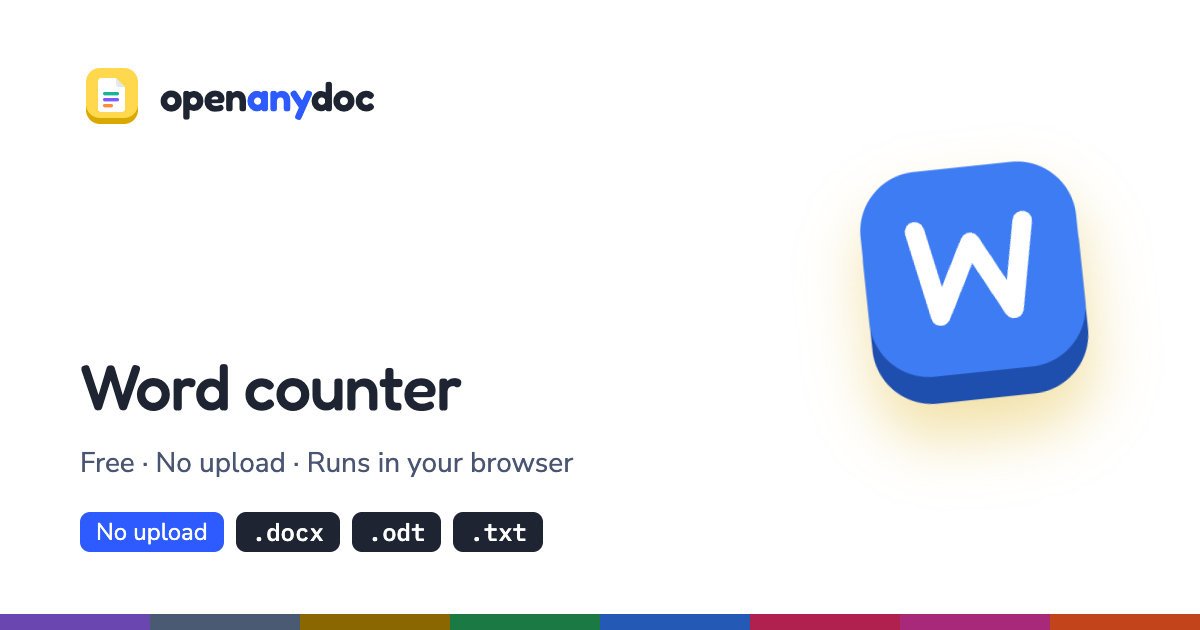 openanydoc
W
Word counter
Free · No upload · Runs in your browser
No upload .docx .odt .txt